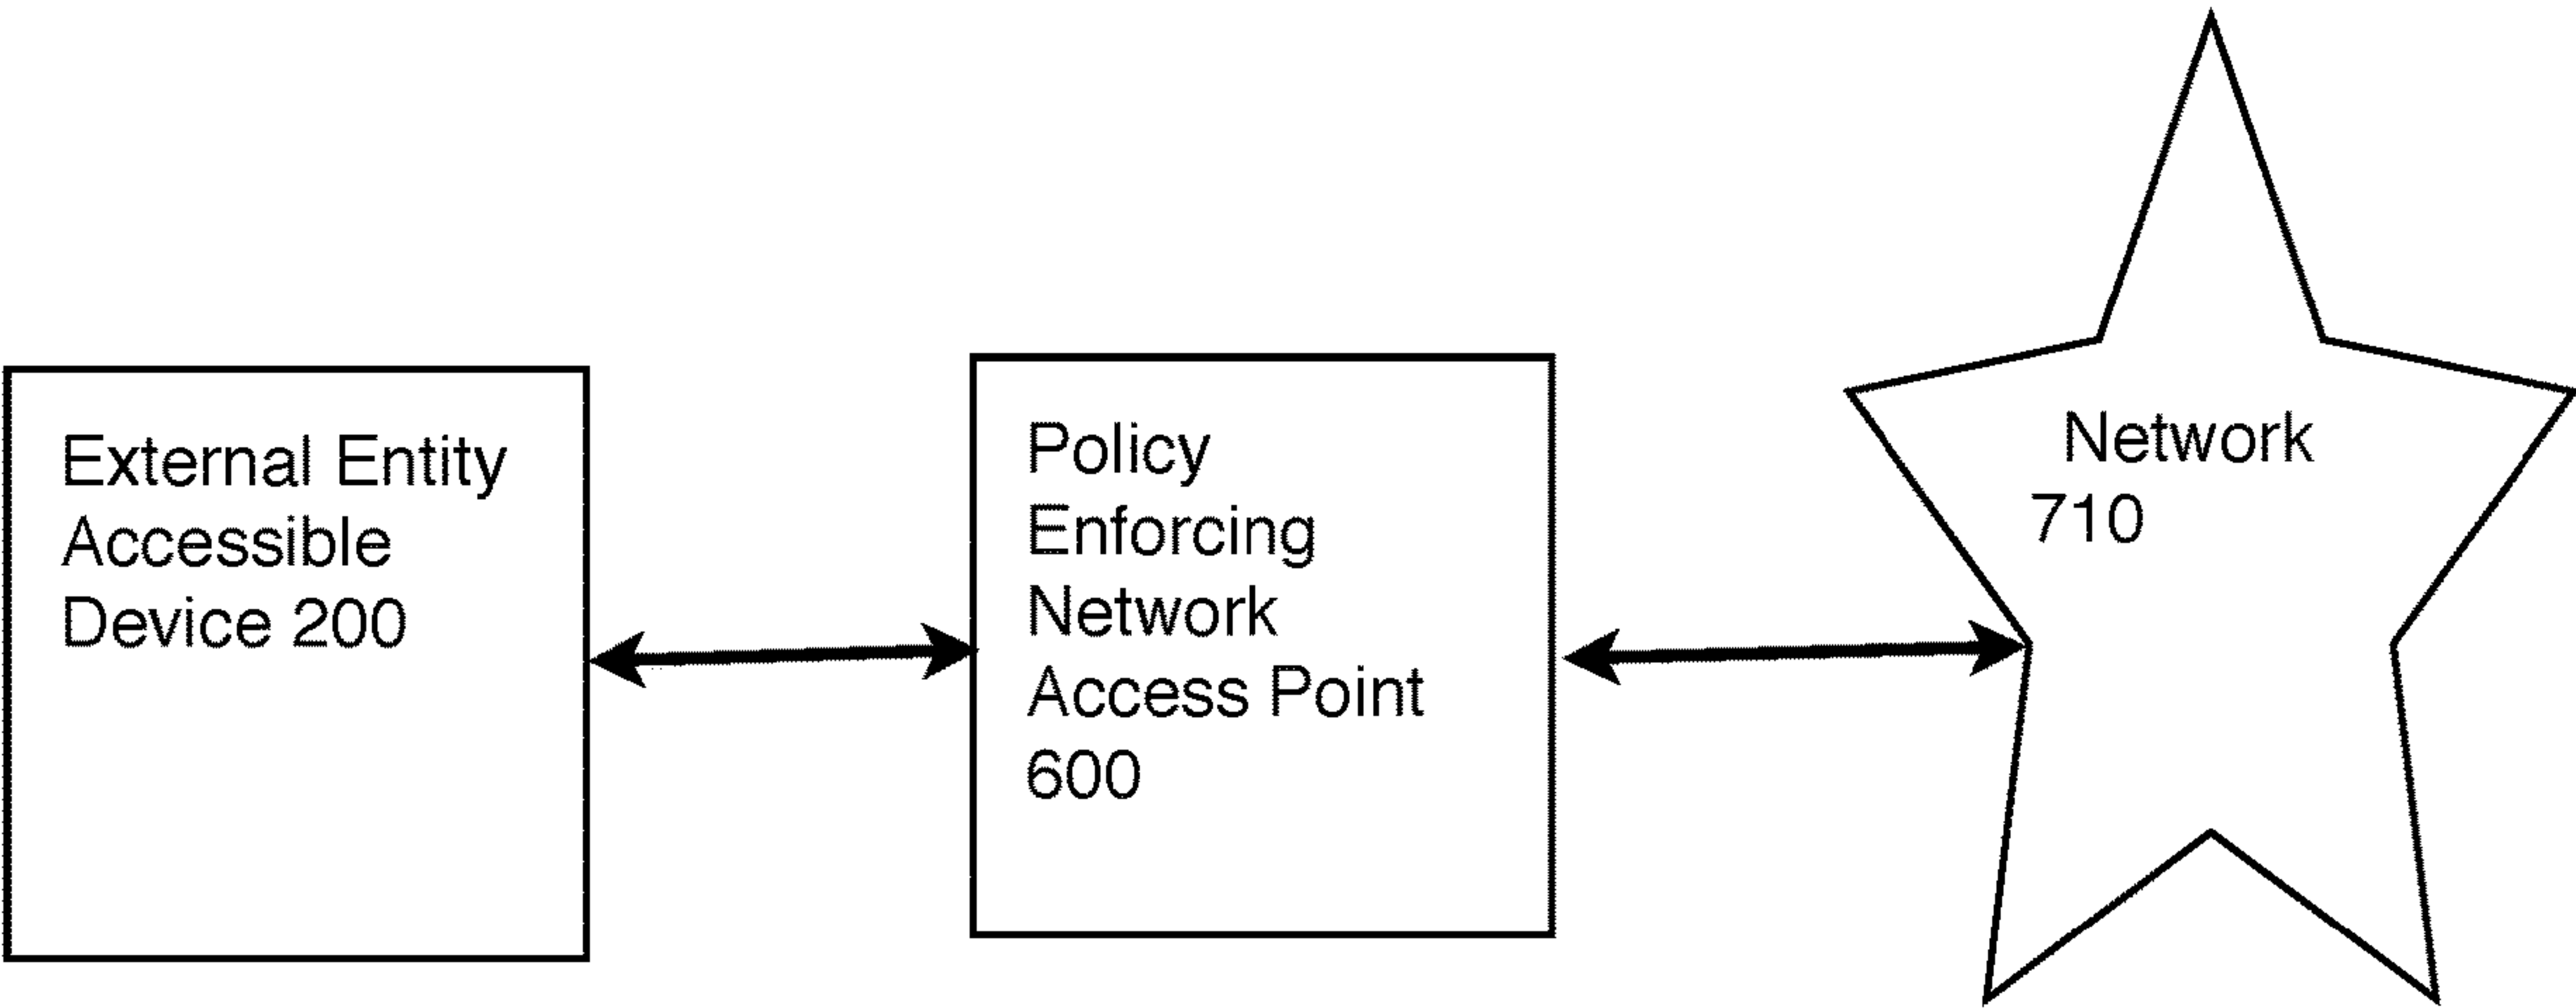 External Entity
Accessible
Device 200
Policy
Enforcing
Network
Access Point
600
Network
710